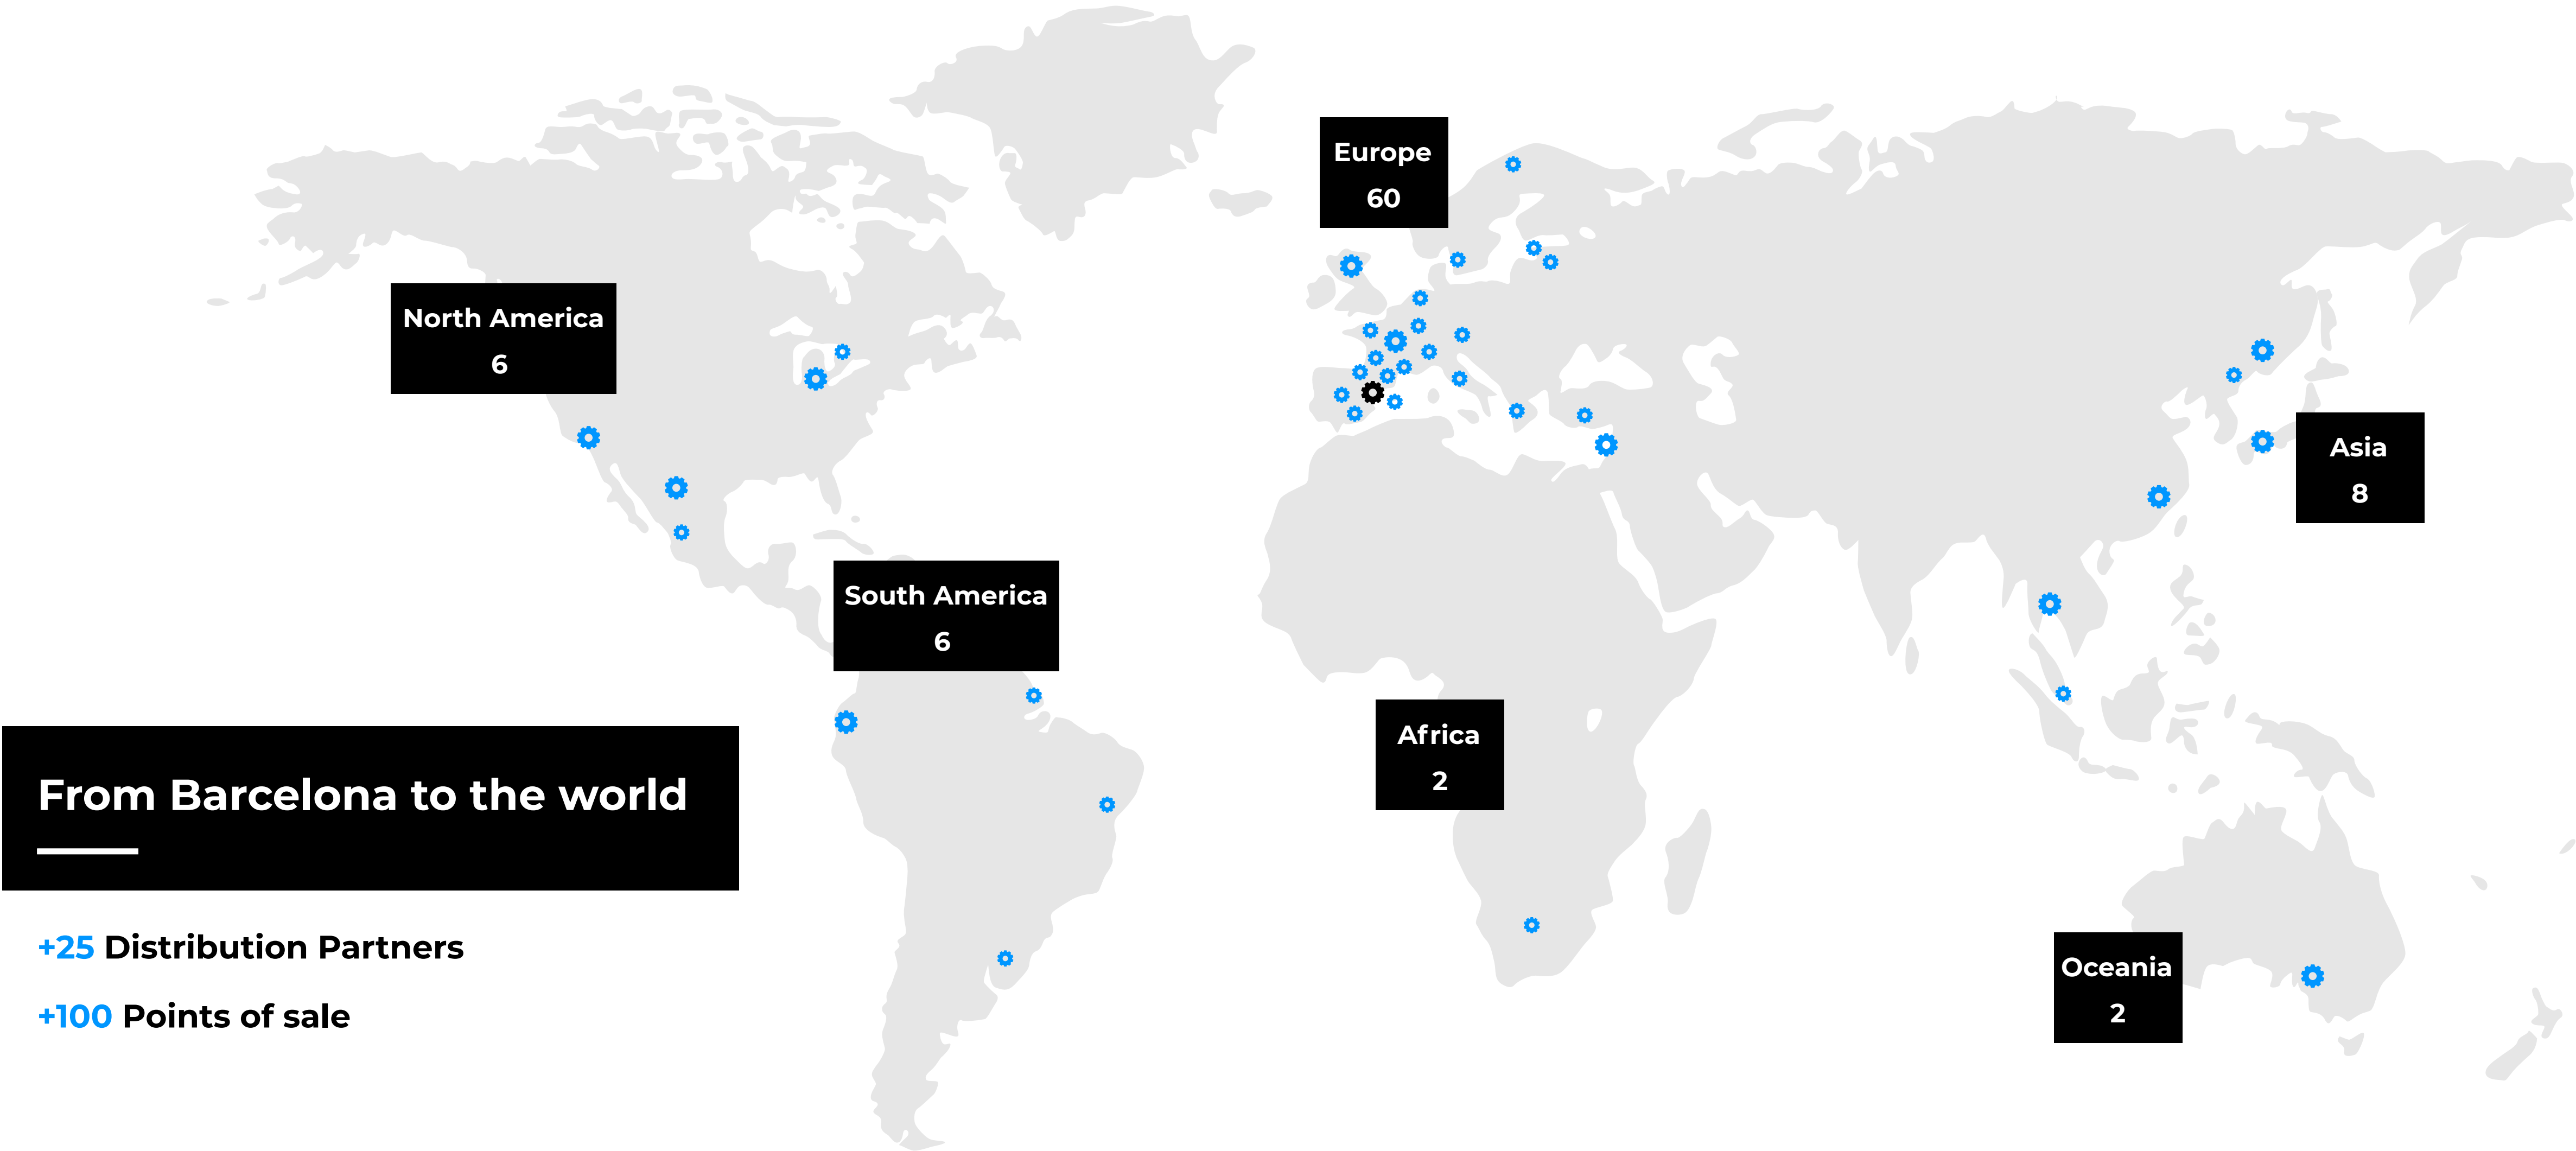 Europe
60
North America
6
Asia
8
South America
6
Africa
2
From Barcelona to the world
+25 Distribution Partners
+100 Points of sale
Oceania
2